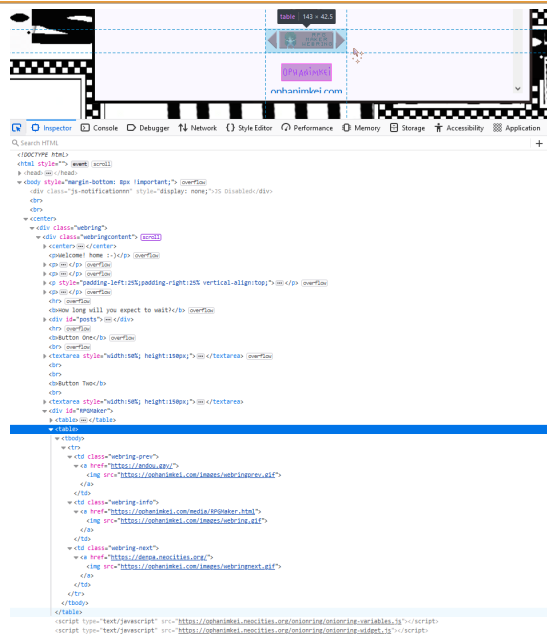 table | 143 × 42.5
RPG
MAKER
WEBRING
OPHANIMKEI
ophanimkei.com
Inspector Console Debugger Network {} Style Editor Performance Memory Storage Accessibility Application
Search HTML +
<!DOCTYPE html>
<html style=""> event scroll
<head> ••• </head>
<body style="margin-bottom: 0px !important;"> overflow
<div class="js-notificationnn" style="display: none;">JS Disabled</div>
<br>
<br>
<center>
<div class="webring">
<div class="webringcontent"> scroll
<center> ••• </center>
<p>Welcome! home :-)</p> overflow
<p> ••• </p> overflow
<p> ••• </p> overflow
<p style="padding-left:25%;padding-right:25% vertical-align:top;"> ••• </p> overflow
<p> ••• </p> overflow
<hr> overflow
<b>How long will you expect to wait?</b> overflow
<div id="posts"> ••• </div>
<hr> overflow
<b>Button One</b> overflow
<br> overflow
<textarea style="width:50%; height:150px;"> ••• </textarea> overflow
<br>
<br>
<b>Button Two</b>
<br>
<textarea style="width:50%; height:150px;"> ••• </textarea>
<div id="RPGMaker">
<table> ••• </table>
<table>
<tbody>
<tr>
<td class="webring-prev">
<a href="https://andou.gay/">
<img src="https://ophanimkei.com/images/webringprev.gif">
</a>
</td>
<td class="webring-info">
<a href="https://ophanimkei.com/media/RPGMaker.html">
<img src="https://ophanimkei.com/images/webring.gif">
</a>
</td>
<td class="webring-next">
<a href="https://denpa.neocities.org/">
<img src="https://ophanimkei.com/images/webringnext.gif">
</a>
</td>
</tr>
</tbody>
</table>
<script type="text/javascript" src="https://ophanimkei.neocities.org/onionring/onionring-variables.js"></script>
<script type="text/javascript" src="https://ophanimkei.neocities.org/onionring/onionring-widget.js"></script>